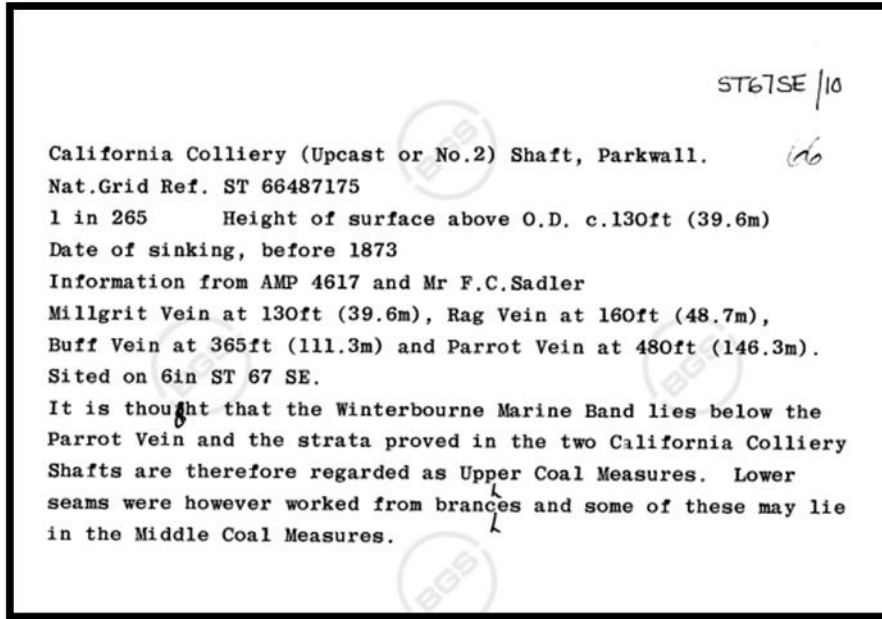 ST67SE/10
California Colliery (Upcast or No.2) Shaft, Parkwall.
Nat.Grid Ref. ST 66487175
1 in 265 Height of surface above O.D. c.130ft (39.6m)
Date of sinking, before 1873
Information from AMP 4617 and Mr F.C.Sadler
Millgrit Vein at 130ft (39.6m), Rag Vein at 160ft (48.7m),
Buff Vein at 365ft (111.3m) and Parrot Vein at 480ft (146.3m).
Sited on 6in ST 67 SE.
It is thought that the Winterbourne Marine Band lies below the
Parrot Vein and the strata proved in the two California Colliery
Shafts are therefore regarded as Upper Coal Measures. Lower
h
seams were however worked from brances and some of these may lie
in the Middle Coal Measures.
BGS
BGS
BGS
BGS